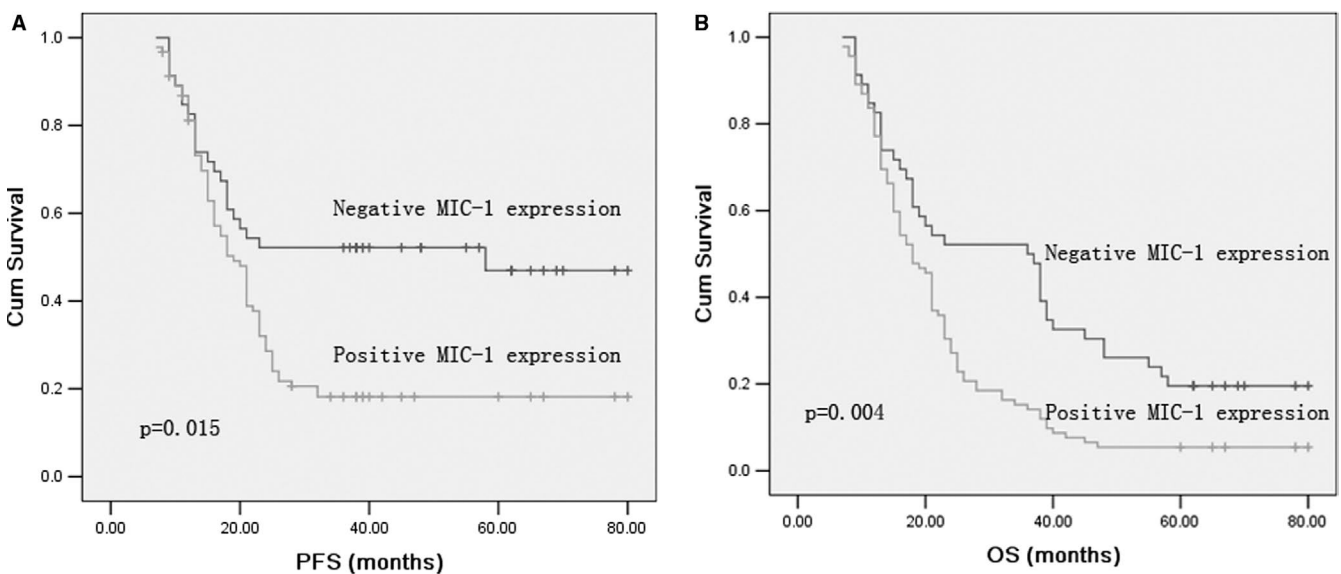 A
1.0
0.8
0.6
0.4
0.2
0.0
Cum Survival
Negative MIC-1 expression
Positive MIC-1 expression
p=0.015
0.00 20.00 40.00 60.00 80.00
PFS (months)
B
1.0
0.8
0.6
0.4
0.2
0.0
Cum Survival
Negative MIC-1 expression
Positive MIC-1 expression
p=0.004
0.00 20.00 40.00 60.00 80.00
OS (months)